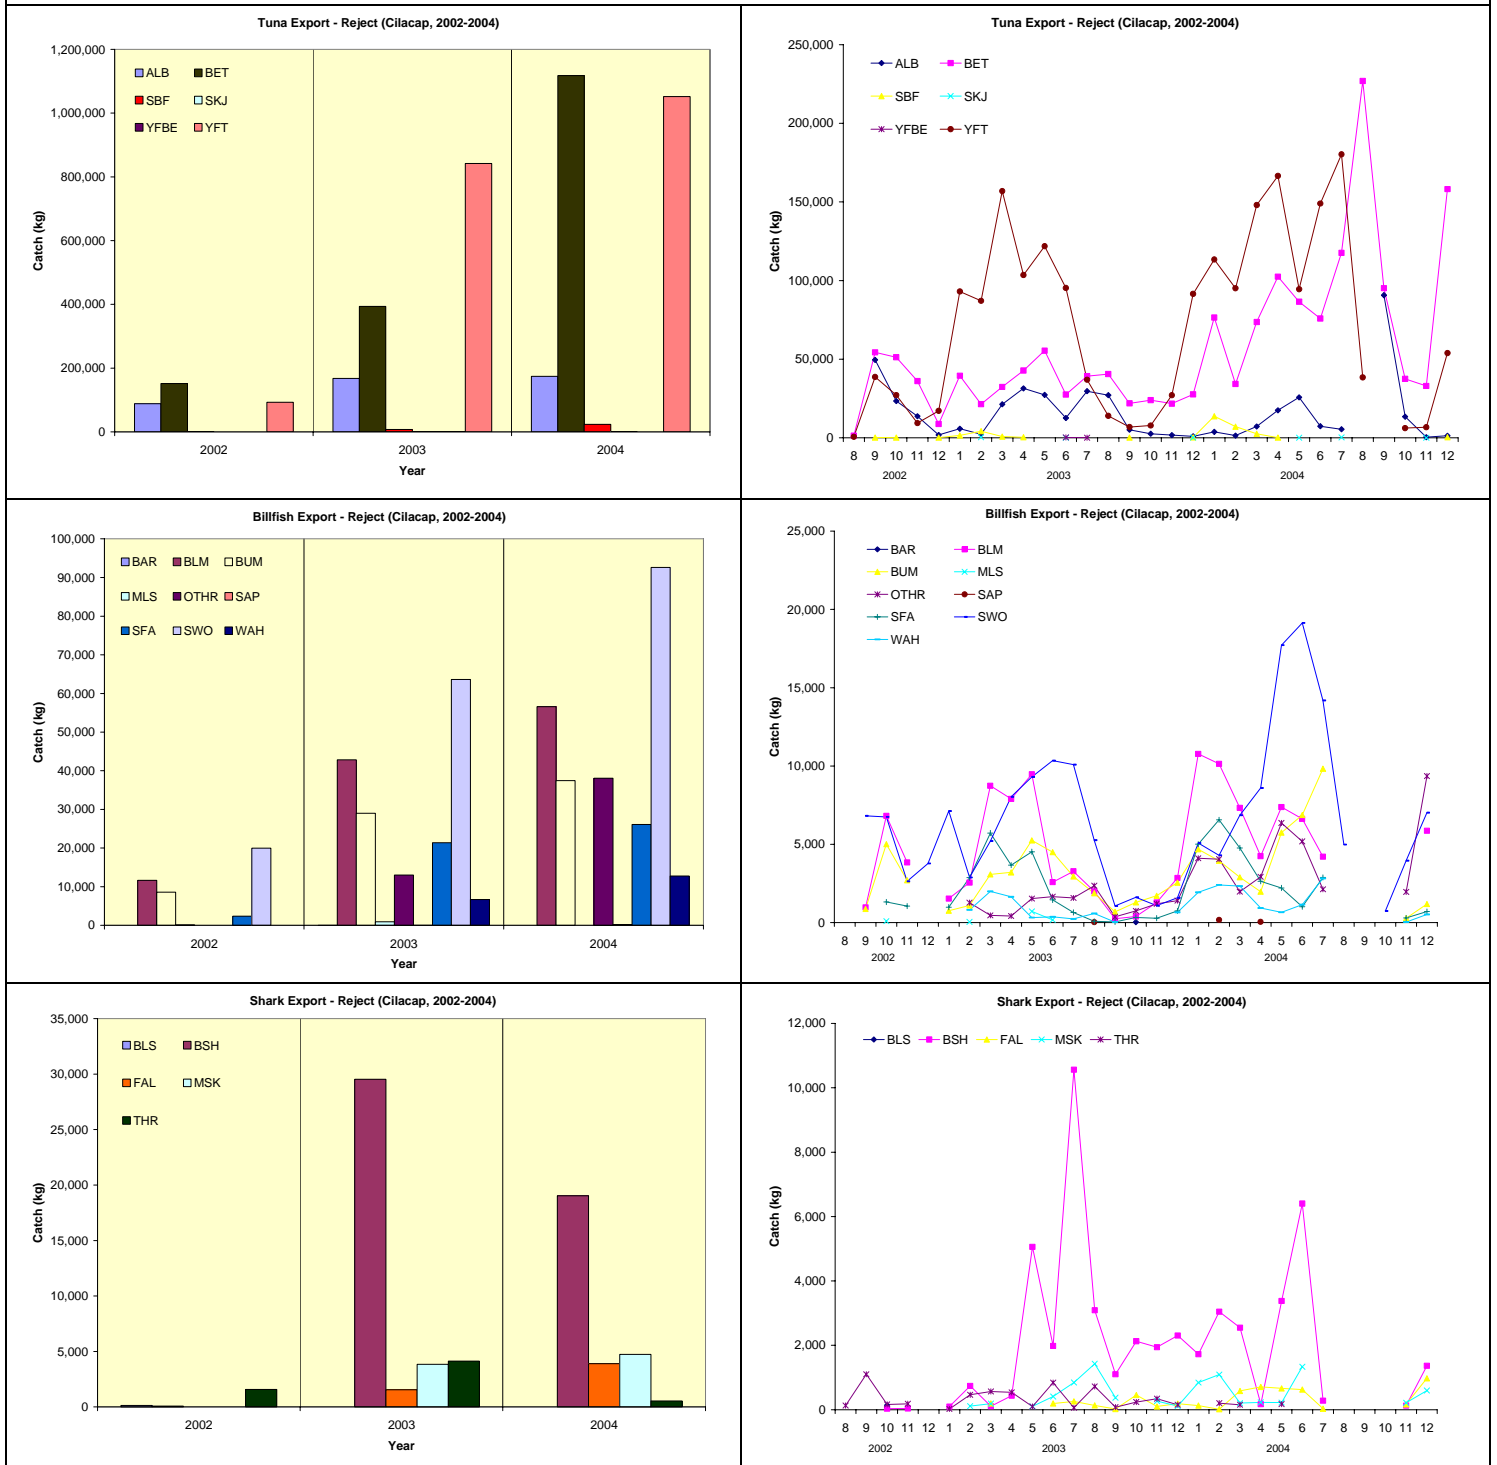 Tuna Export - Reject (Cilacap, 2002-2004)
1,200,000
1,000,000
800,000
600,000
400,000
200,000
0
Catch (kg)
ALB BET
SBF SKJ
YFBE YFT
2002 2003 2004
Year
Tuna Export - Reject (Cilacap, 2002-2004)
250,000
200,000
150,000
100,000
50,000
0
Catch (kg)
ALB BET
SBF SKJ
YFBE YFT
8 9 10 11 12 1 2 3 4 5 6 7 8 9 10 11 12 1 2 3 4 5 6 7 8 9 10 11 12
2002 2003 2004
Billfish Export - Reject (Cilacap, 2002-2004)
100,000
90,000
80,000
70,000
60,000
50,000
40,000
30,000
20,000
10,000
0
Catch (kg)
BAR BLM BUM
MLS OTHR SAP
SFA SWO WAH
2002 2003 2004
Year
Billfish Export - Reject (Cilacap, 2002-2004)
25,000
20,000
15,000
10,000
5,000
0
Catch (kg)
BAR BLM
BUM MLS
OTHR SAP
SFA SWO
WAH
8 9 10 11 12 1 2 3 4 5 6 7 8 9 10 11 12 1 2 3 4 5 6 7 8 9 10 11 12
2002 2003 2004
Shark Export - Reject (Cilacap, 2002-2004)
35,000
30,000
25,000
20,000
15,000
10,000
5,000
0
Catch (kg)
BLS BSH
FAL MSK
THR
2002 2003 2004
Year
Shark Export - Reject (Cilacap, 2002-2004)
12,000
10,000
8,000
6,000
4,000
2,000
0
Catch (kg)
BLS BSH FAL MSK THR
8 9 10 11 12 1 2 3 4 5 6 7 8 9 10 11 12 1 2 3 4 5 6 7 8 9 10 11 12
2002 2003 2004